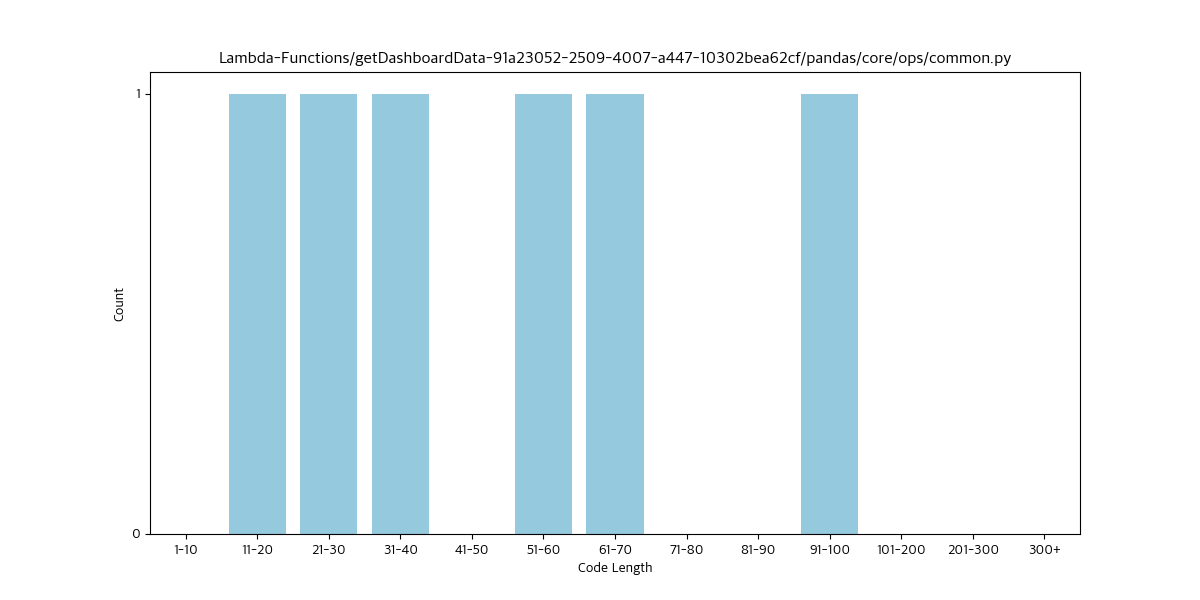 Lambda-Functions/getDashboardData-91a23052-2509-4007-a447-10302bea62cf/pandas/core/ops/common.py
1
Count
0
1-10 11-20 21-30 31-40 41-50 51-60 61-70 71-80 81-90 91-100 101-200 201-300 300+
Code Length